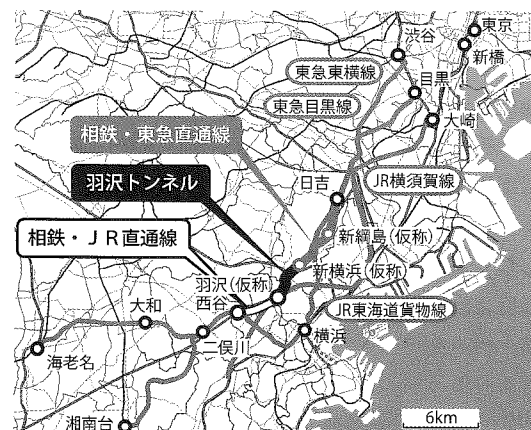 東京
渋谷
新橋
東急東横線
目黒
東急目黒線
大崎
相鉄・東急直通線
羽沢トンネル
日吉
JR横須賀線
相鉄・JR直通線
新綱島(仮称)
新横浜(仮称)
羽沢(仮称)
西谷
大和
JR東海道貨物線
横浜
二俣川
海老名
湘南台
6km